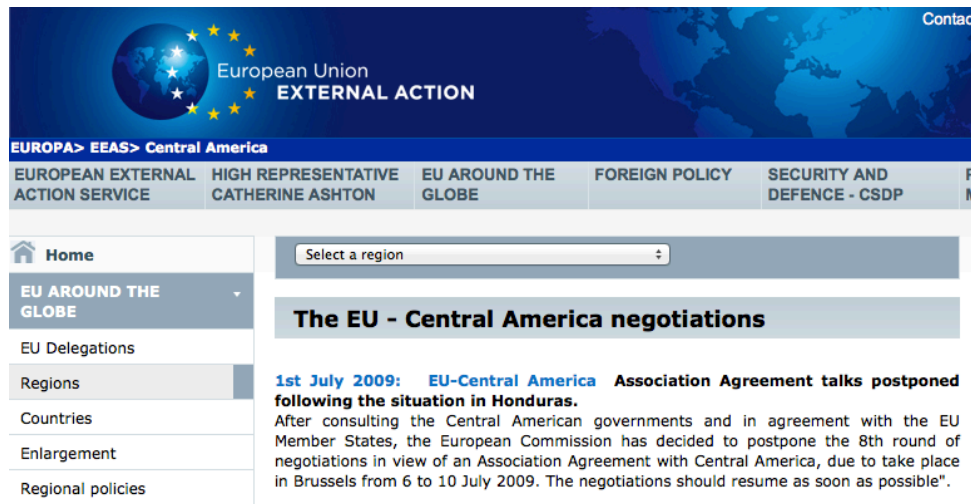 Contac
European Union
EXTERNAL ACTION
EUROPA> EEAS> Central America
EUROPEAN EXTERNAL ACTION SERVICE
HIGH REPRESENTATIVE CATHERINE ASHTON
EU AROUND THE GLOBE
FOREIGN POLICY
SECURITY AND DEFENCE - CSDP
Home
EU AROUND THE GLOBE
EU Delegations
Regions
Countries
Enlargement
Regional policies
Select a region
The EU - Central America negotiations
1st July 2009: EU-Central America Association Agreement talks postponed
following the situation in Honduras.
After consulting the Central American governments and in agreement with the EU
Member States, the European Commission has decided to postpone the 8th round of
negotiations in view of an Association Agreement with Central America, due to take place
in Brussels from 6 to 10 July 2009. The negotiations should resume as soon as possible".